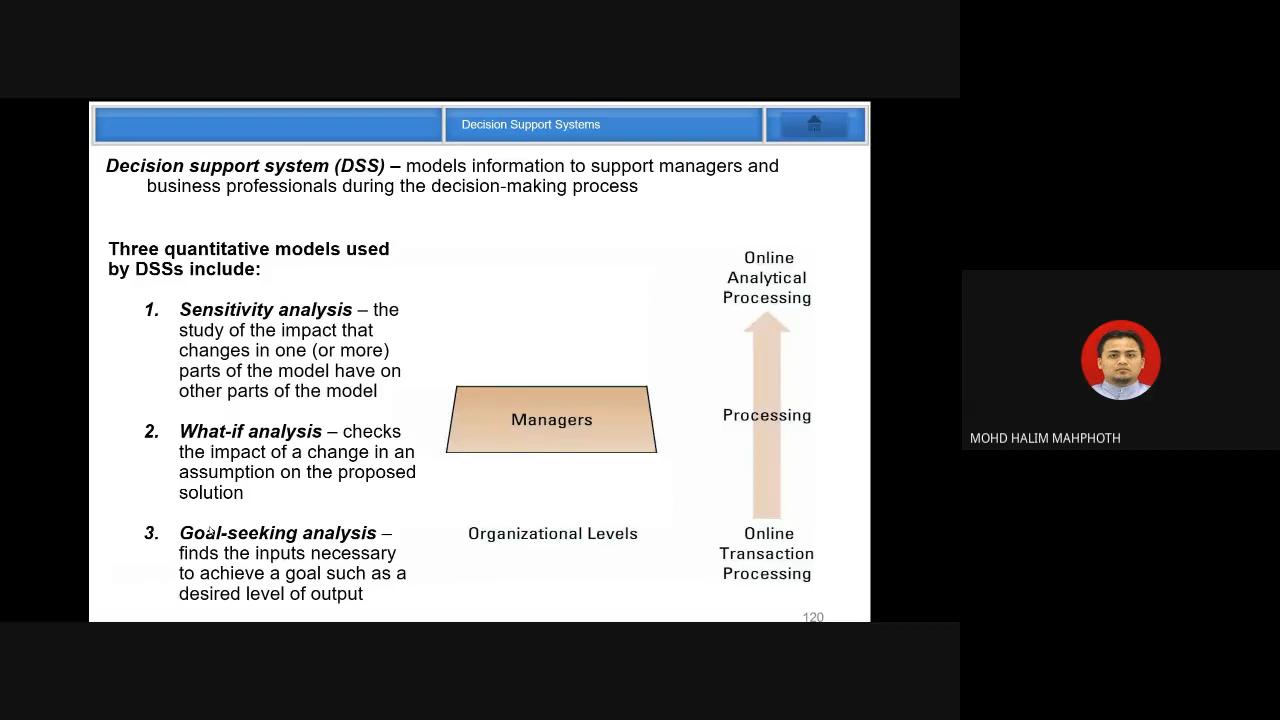 Decision Support Systems
Decision support system (DSS) – models information to support managers and
business professionals during the decision-making process
Three quantitative models used
by DSSs include:
1. Sensitivity analysis – the
study of the impact that
changes in one (or more)
parts of the model have on
other parts of the model
2. What-if analysis – checks
the impact of a change in an
assumption on the proposed
solution
3. Goal-seeking analysis –
finds the inputs necessary
to achieve a goal such as a
desired level of output
Managers
Organizational Levels
Online
Analytical
Processing
Processing
Online
Transaction
Processing
120
MOHD HALIM MAHPHOTH